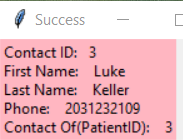 Success
Contact ID: 3
First Name: Luke
Last Name: Keller
Phone: 2031232109
Contact Of(PatientID): 3